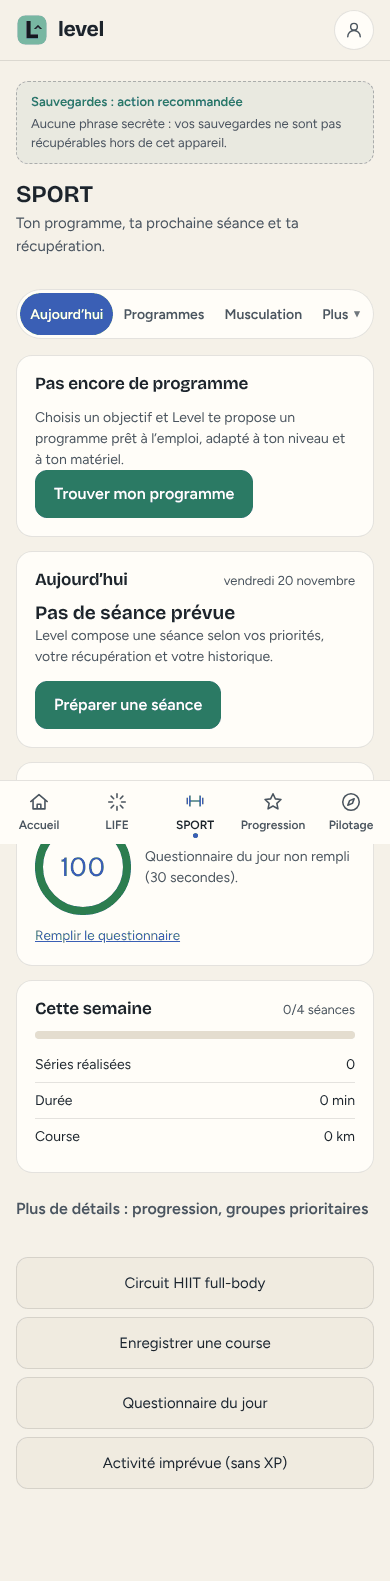 level
Sauvegardes : action recommandée
Aucune phrase secrète : vos sauvegardes ne sont pas
récupérables hors de cet appareil.
SPORT
Ton programme, ta prochaine séance et ta
récupération.
Aujourd’hui Programmes Musculation Plus ▼
Pas encore de programme
Choisis un objectif et Level te propose un
programme prêt à l’emploi, adapté à ton niveau et
à ton matériel.
Trouver mon programme
Aujourd’hui vendredi 20 novembre
Pas de séance prévue
Level compose une séance selon vos priorités,
votre récupération et votre historique.
Préparer une séance
Accueil LIFE SPORT Progression Pilotage
100
Questionnaire du jour non rempli
(30 secondes).
Remplir le questionnaire
Cette semaine 0/4 séances
Séries réalisées 0
Durée 0 min
Course 0 km
Plus de détails : progression, groupes prioritaires
Circuit HIIT full-body
Enregistrer une course
Questionnaire du jour
Activité imprévue (sans XP)